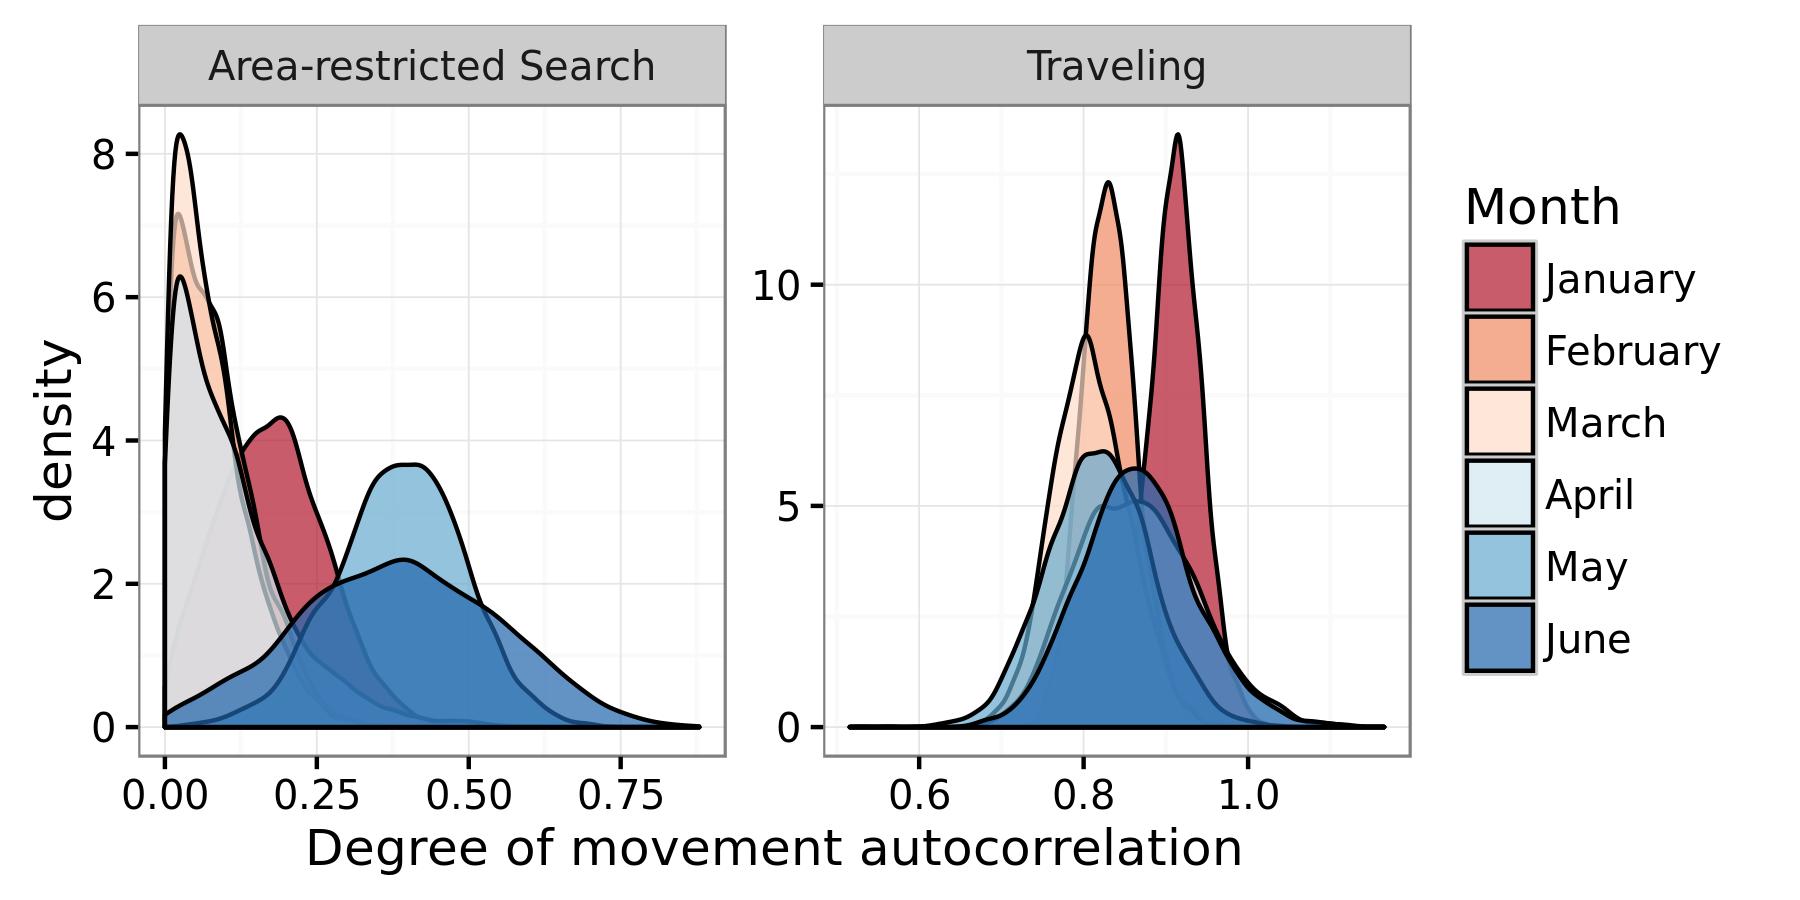 Area-restricted Search
Traveling
density
8
6
4
2
0
0.00 0.25 0.50 0.75
10
5
0
0.6 0.8 1.0
Degree of movement autocorrelation
Month
January
February
March
April
May
June